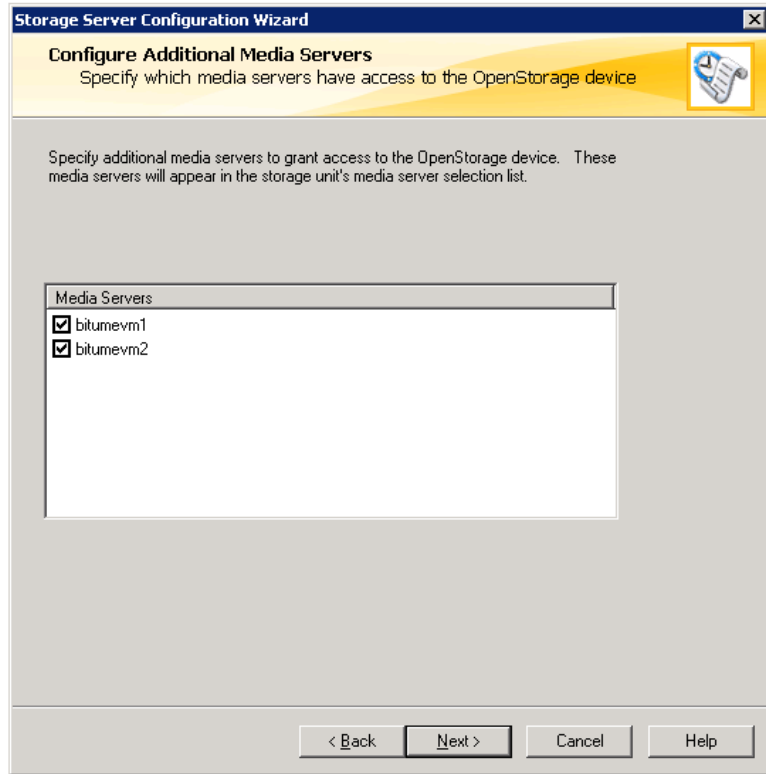 Storage Server Configuration Wizard
Configure Additional Media Servers
Specify which media servers have access to the OpenStorage device
Specify additional media servers to grant access to the OpenStorage device. These
media servers will appear in the storage unit's media server selection list.
Media Servers
bitumevm1
bitumevm2
< Back Next > Cancel Help